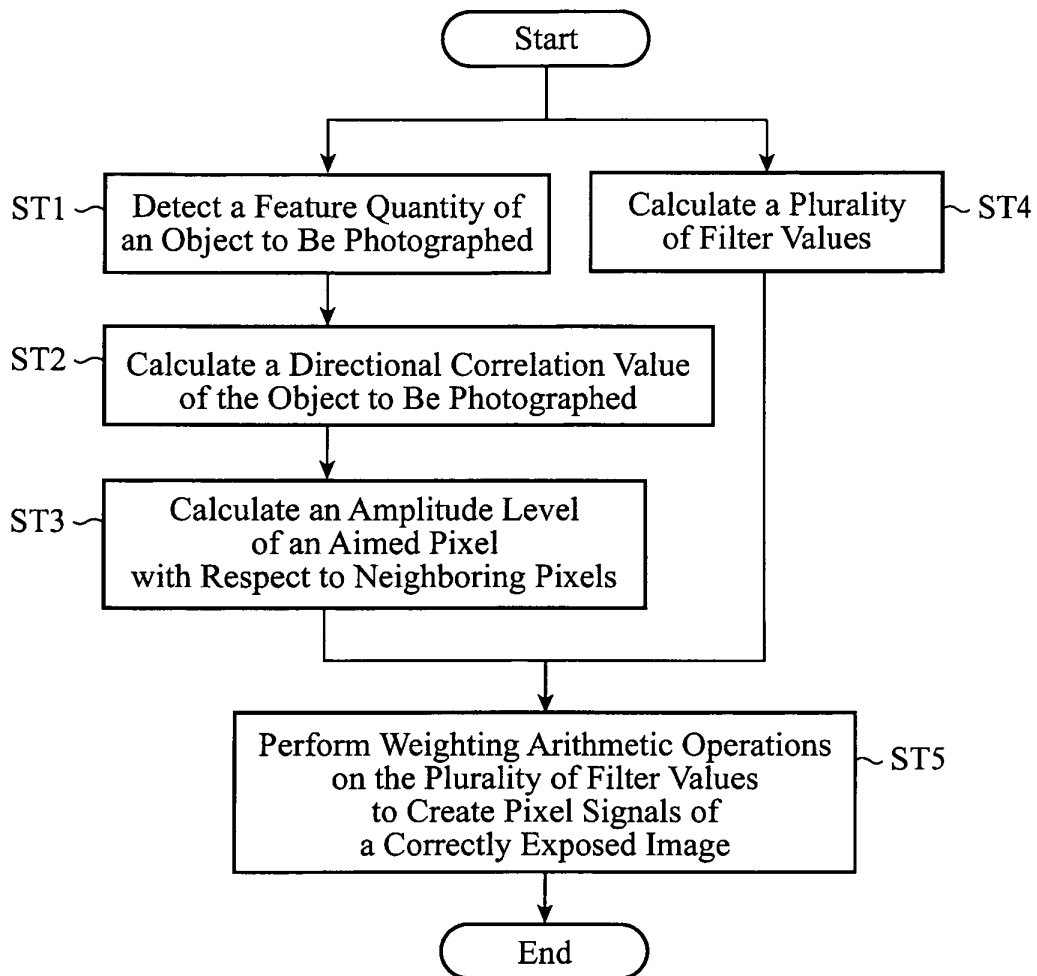 Start
ST1
Detect a Feature Quantity of
an Object to Be Photographed
Calculate a Plurality
of Filter Values
ST4
ST2
Calculate a Directional Correlation Value
of the Object to Be Photographed
ST3
Calculate an Amplitude Level
of an Aimed Pixel
with Respect to Neighboring Pixels
Perform Weighting Arithmetic Operations
on the Plurality of Filter Values
to Create Pixel Signals of
a Correctly Exposed Image
ST5
End